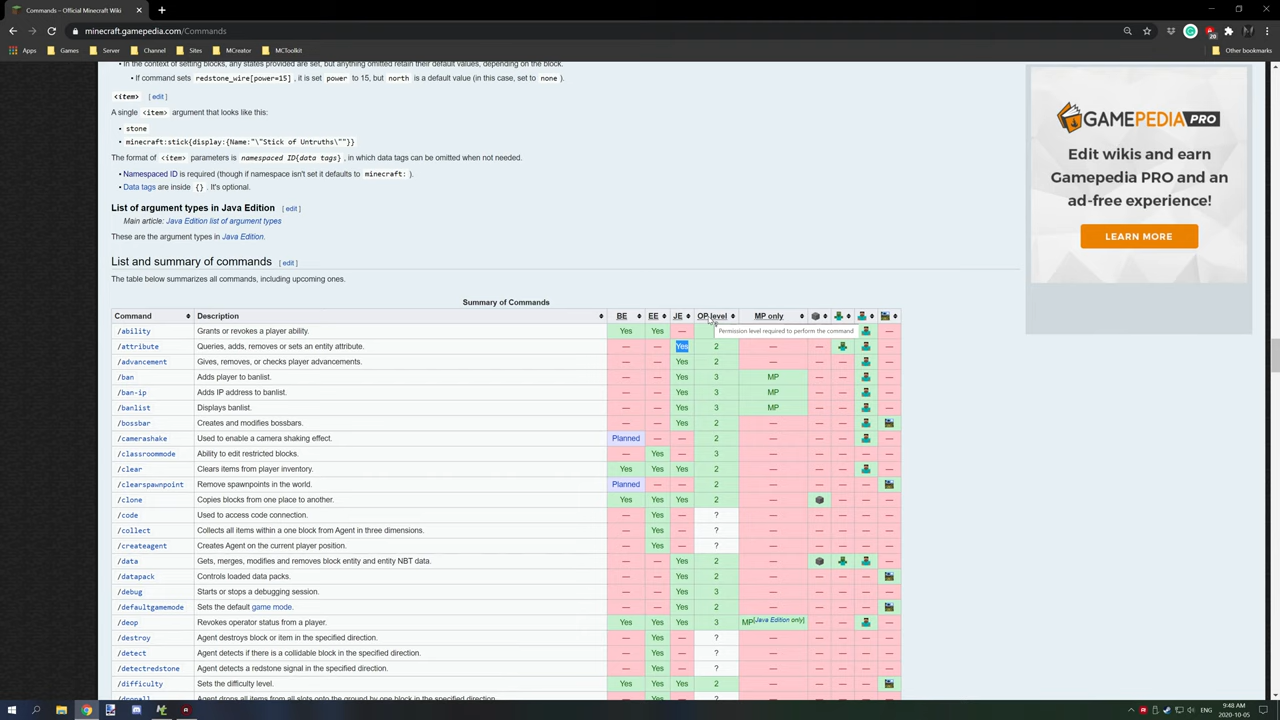 Commands – Official Minecraft Wiki
minecraft.gamepedia.com/Commands
20
Apps Games Server Channel Sites MCreator MCToolkit Other bookmarks
• In the context of setting blocks, any states provided are set, but anything omitted retain their default values, depending on the block.
• If command sets redstone_wire[power=15] , it is set power to 15, but north is a default value (in this case, set to none ).
<item> [ edit ]
A single <item> argument that looks like this:
• stone
• minecraft:stick{display:{Name:"\"Stick of Untruths\""}}
The format of <item> parameters is namespaced ID{data tags} , in which data tags can be omitted when not needed.
• Namespaced ID is required (though if namespace isn't set it defaults to minecraft: ).
• Data tags are inside {} . It's optional.
List of argument types in Java Edition [ edit ]
Main article: Java Edition list of argument types
These are the argument types in Java Edition.
List and summary of commands [ edit ]
The table below summarizes all commands, including upcoming ones.
Summary of Commands
Command Description BE EE JE OP level MP only
/ability Grants or revokes a player ability. Yes Yes — —
Permission level required to perform the command
/attribute Queries, adds, removes or sets an entity attribute. — — Yes 2 — — —
/advancement Gives, removes, or checks player advancements. — — Yes 2 — — — —
/ban Adds player to banlist. — — Yes 3 MP — — —
/ban-ip Adds IP address to banlist. — — Yes 3 MP — — —
/banlist Displays banlist. — — Yes 3 MP — — —
/bossbar Creates and modifies bossbars. — — Yes 2 — — —
/camerashake Used to enable a camera shaking effect. Planned — — 2 — — — —
/classroommode Ability to edit restricted blocks. — Yes — 3 — — — — —
/clear Clears items from player inventory. Yes Yes Yes 2 — — — —
/clearspawnpoint Remove spawnpoints in the world. Planned — — 2 — — — —
/clone Copies blocks from one place to another. Yes Yes Yes 2 — — — —
/code Used to access code connection. — Yes — ? — — — — —
/collect Collects all items within a one block from Agent in three dimensions. — Yes — ? — — — — —
/createagent Creates Agent on the current player position. — Yes — ? — — — — —
/data Gets, merges, modifies and removes block entity and entity NBT data. — — Yes 2 — —
/datapack Controls loaded data packs. — — Yes 2 — — — —
/debug Starts or stops a debugging session. — — Yes 3 — — — — —
/defaultgamemode Sets the default game mode. — — Yes 2 — — — —
/deop Revokes operator status from a player. Yes Yes Yes 3 MP[Java Edition only] — — —
/destroy Agent destroys block or item in the specified direction. — Yes — ? — — — — —
/detect Agent detects if there is a collidable block in the specified direction. — Yes — ? — — — — —
/detectredstone Agent detects a redstone signal in the specified direction. — Yes — ? — — — — —
/difficulty Sets the difficulty level. Yes Yes Yes 2 — — — —
/dropall Agent drops all items from all slots onto the ground by one block in the specified direction. — Yes — ? — — — — —
GAMEPEDIA PRO
Edit wikis and earn
Gamepedia PRO and an
ad-free experience!
LEARN MORE
ENG
9:48 AM
2020-10-05